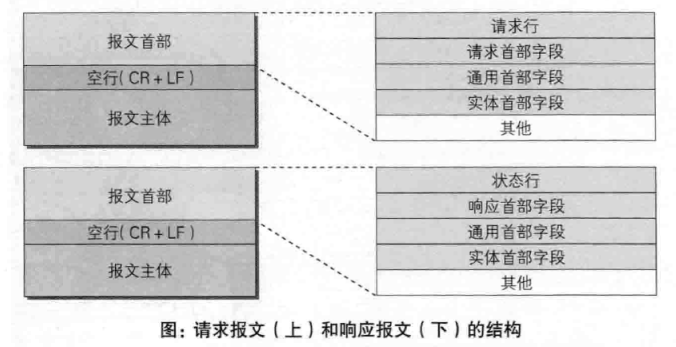 报文首部
空行(CR+LF)
报文主体
请求行
请求首部字段
通用首部字段
实体首部字段
其他
报文首部
空行(CR+LF)
报文主体
状态行
响应首部字段
通用首部字段
实体首部字段
其他
图:请求报文(上)和响应报文(下)的结构